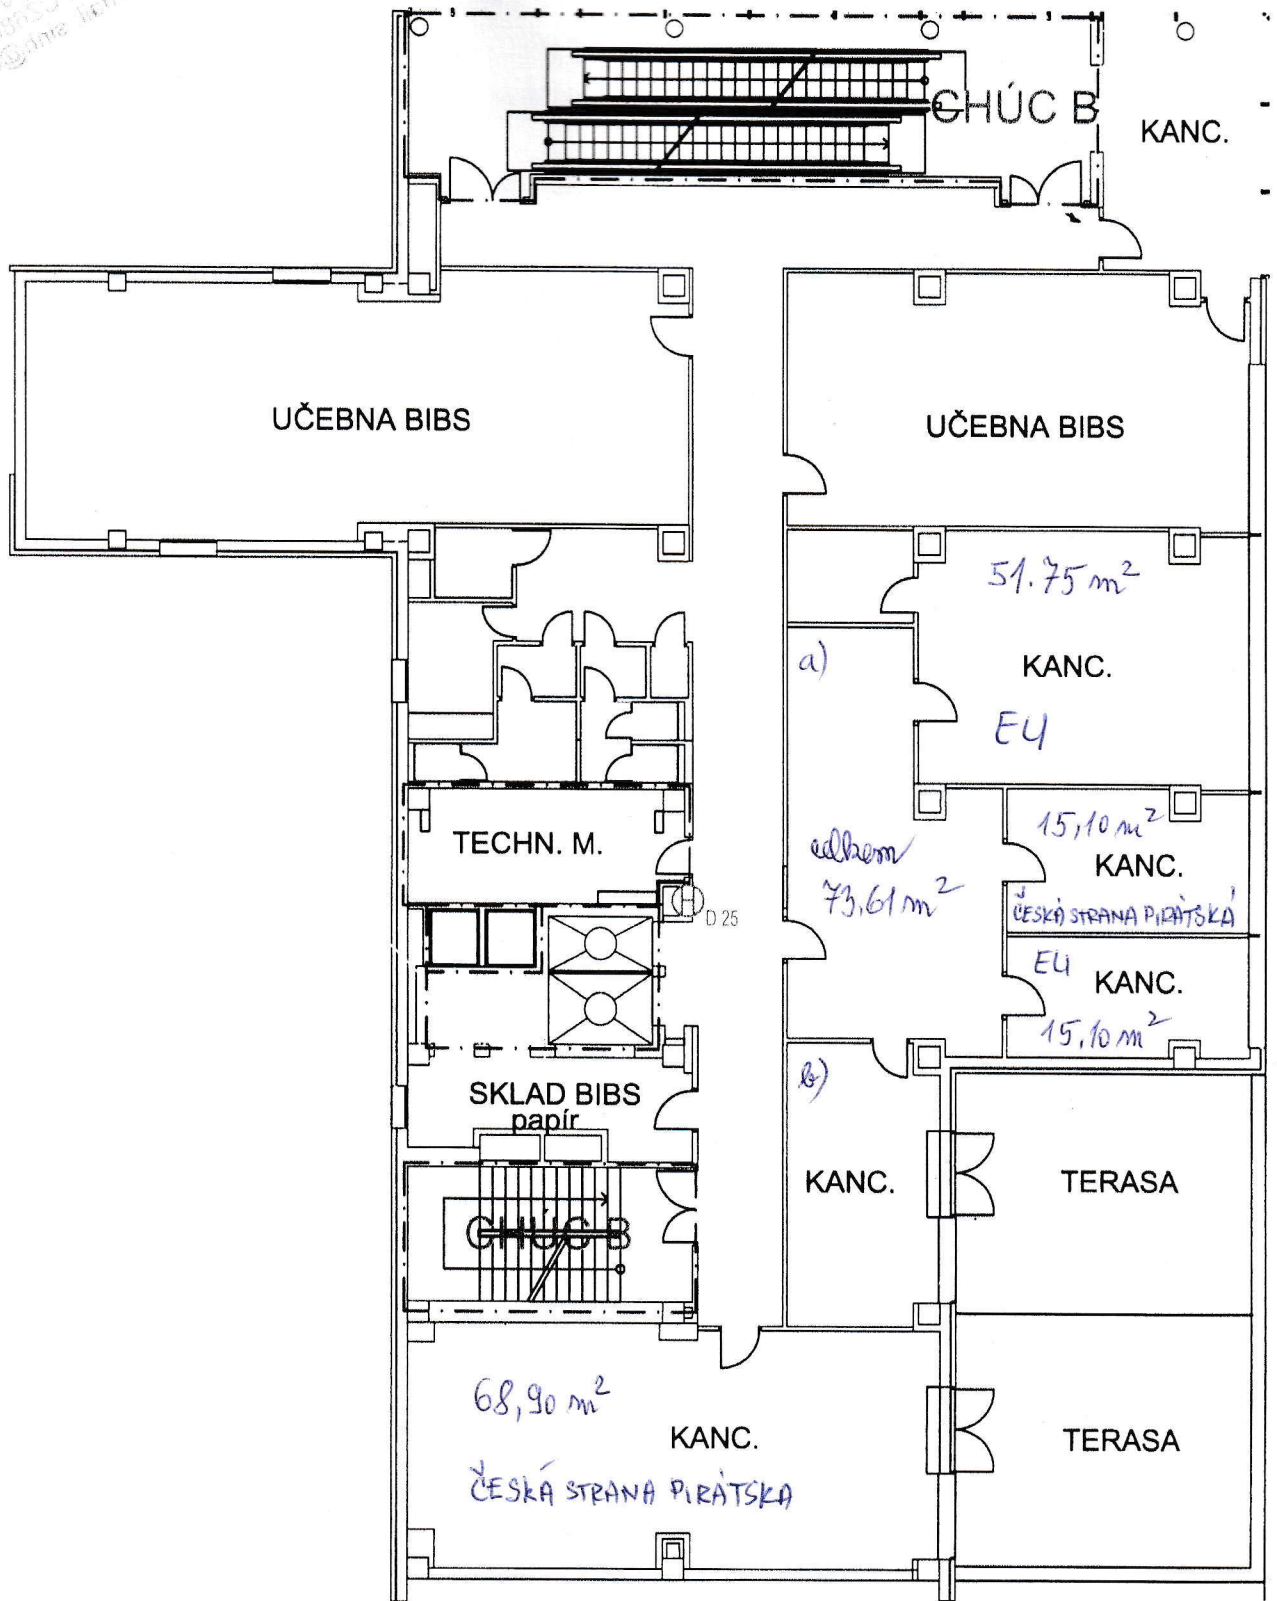 CHÚC B
KANC.
UČEBNA BIBS
UČEBNA BIBS
51.75 m²
KANC.
EU
a)
TECHN. M.
celkem
73,61 m²
15,10 m²
KANC.
ČESKÁ STRANA PIRÁTSKÁ
D 25
EU
KANC.
15,10 m²
SKLAD BIBS
papír
b)
KANC.
TERASA
CHÚC B
68,90 m²
KANC.
ČESKÁ STRANA PIRÁTSKA
TERASA